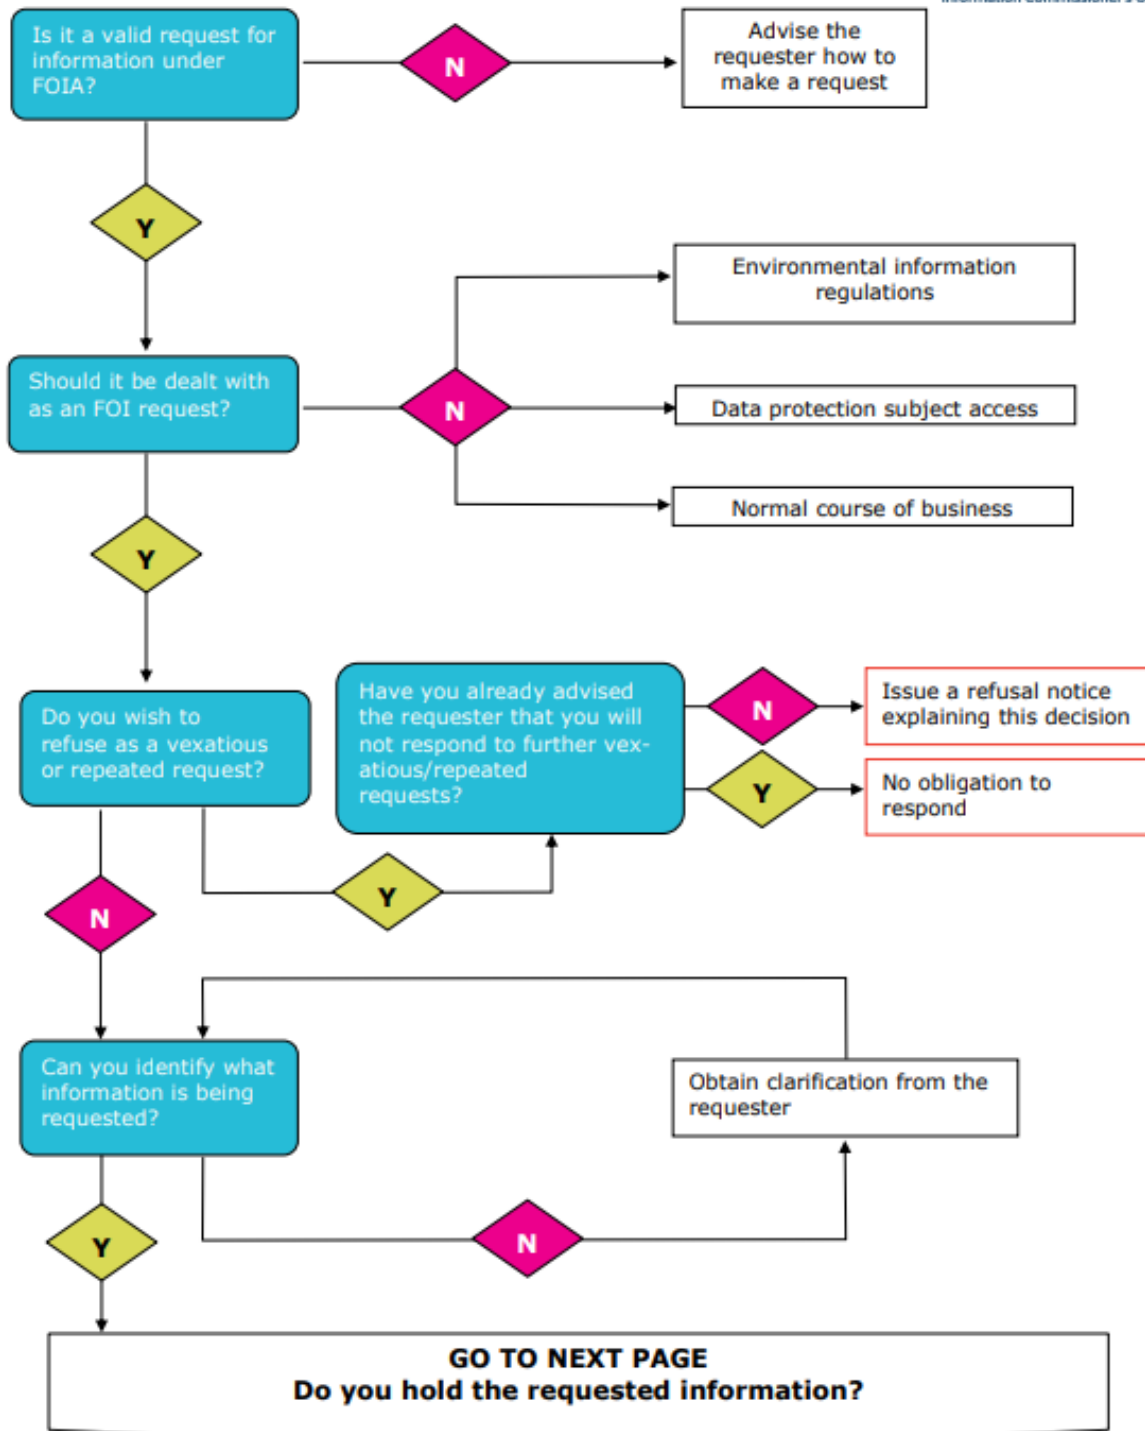 Is it a valid request for
information under
FOIA?
N
Advise the
requester how to
make a request
Y
Environmental information
regulations
Should it be dealt with
as an FOI request?
N
Data protection subject access
Normal course of business
Y
Do you wish to
refuse as a vexatious
or repeated request?
Have you already advised
the requester that you will
not respond to further vex-
atious/repeated
requests?
N
Issue a refusal notice
explaining this decision
Y
No obligation to
respond
Y
N
Can you identify what
information is being
requested?
Obtain clarification from the
requester
N
Y
GO TO NEXT PAGE
Do you hold the requested information?